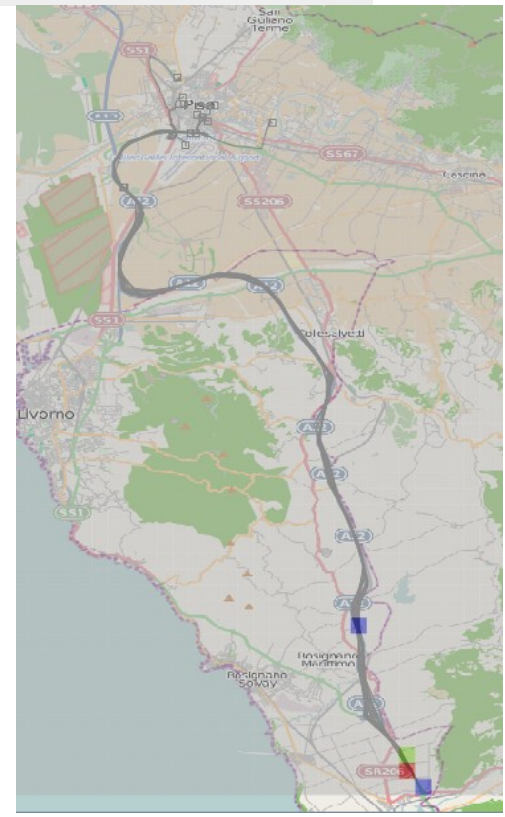 San
Giuliano
Terme
SS1
Pisa
SS67
Cascina
A12
SS206
A12
A12
SS1
Collesalvetti
Livorno
A12
A12
SS1
A12
A12
Rosignano
Marittimo
Rosignano
Solvay
SR206